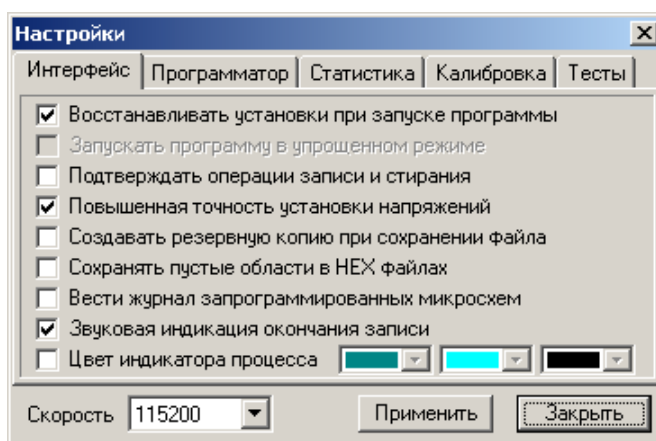 Настройки
Интерфейс Программатор Статистика Калибровка Тесты
Восстанавливать установки при запуске программы
Запускать программу в упрощенном режиме
Подтверждать операции записи и стирания
Повышенная точность установки напряжений
Создавать резервную копию при сохранении файла
Сохранять пустые области в HEX файлах
Вести журнал запрограммированных микросхем
Звуковая индикация окончания записи
Цвет индикатора процесса
Скорость 115200 Применить Закрыть